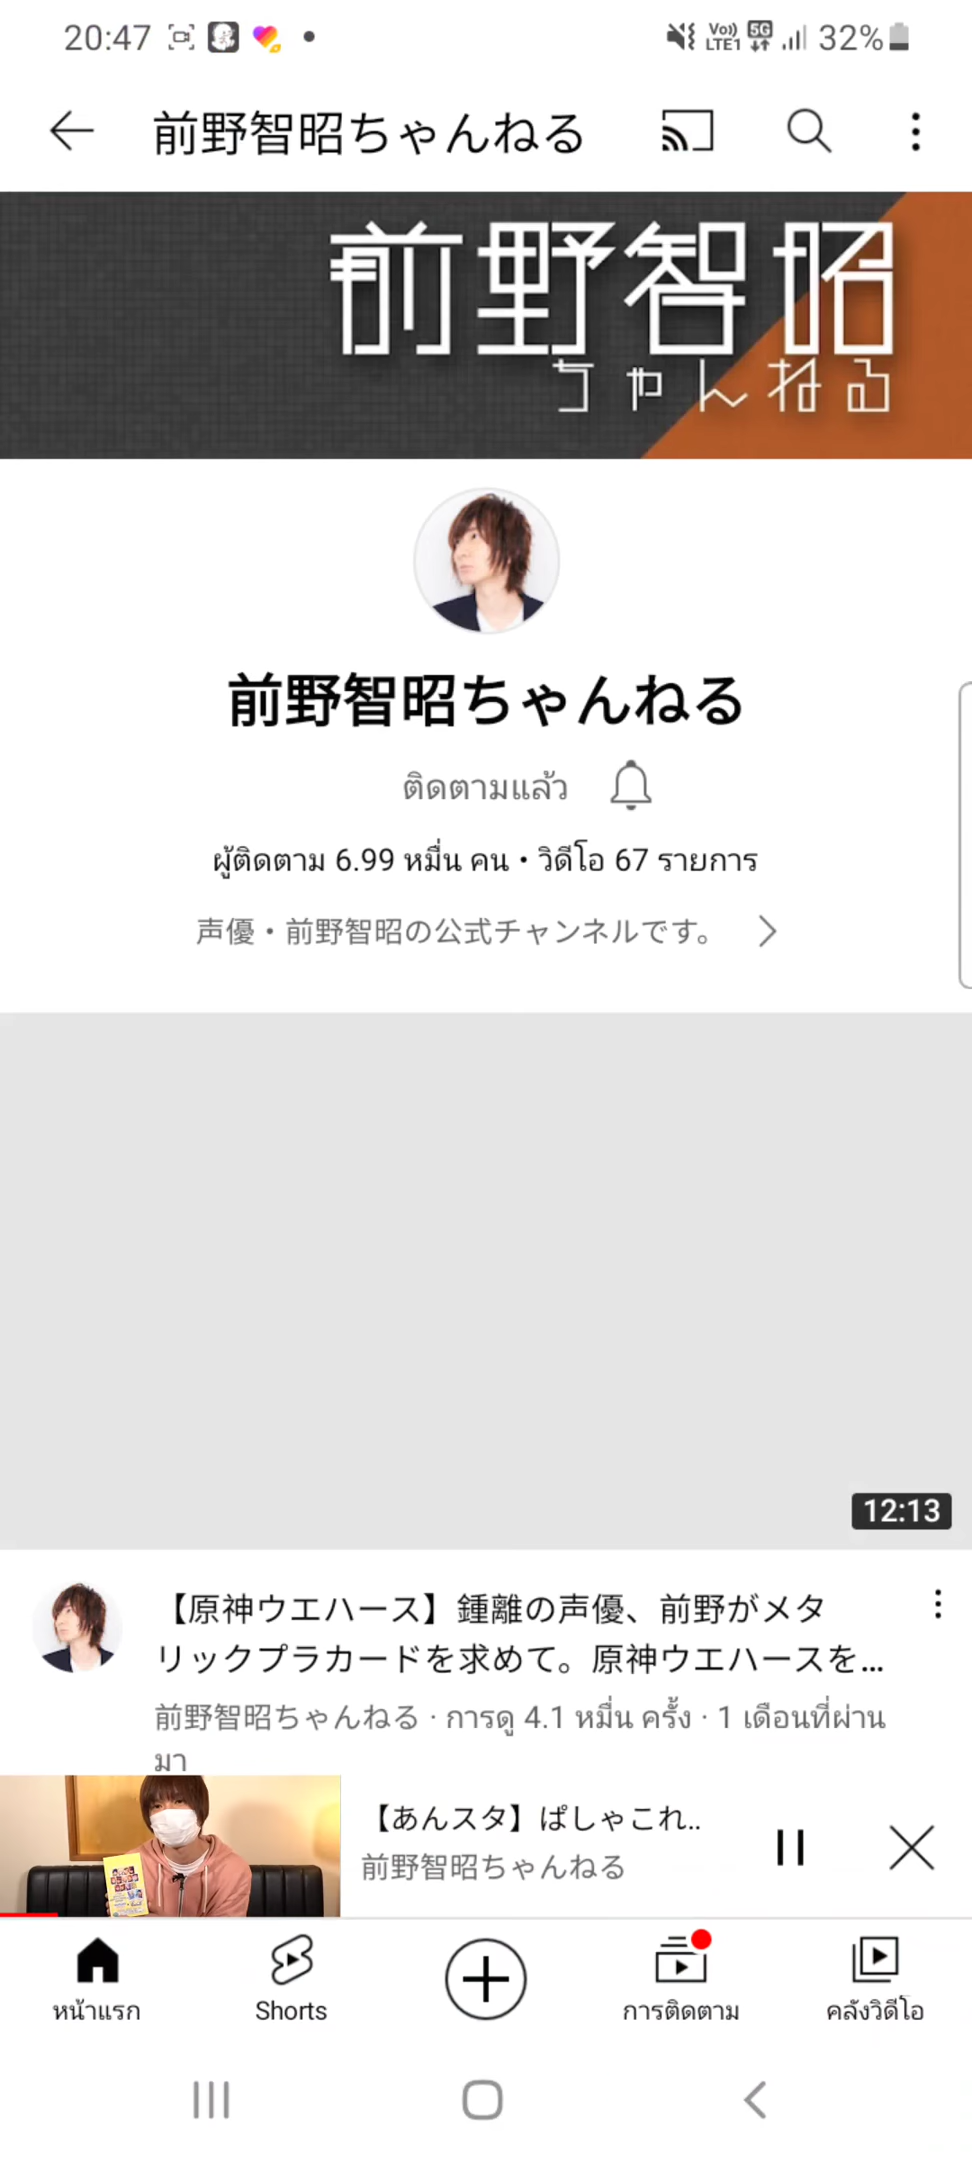 20:47
Vo)) LTE1 5G 32%
前野智昭ちゃんねる
前野智昭
ちゃんねる
前野智昭ちゃんねる
ติดตามแล้ว
ผู้ติดตาม 6.99 หมื่น คน • วิดีโอ 67 รายการ
声優・前野智昭の公式チャンネルです。
12:13
【原神ウエハース】鍾離の声優、前野がメタ
リックプラカードを求めて。原神ウエハースを...
前野智昭ちゃんねる · การดู 4.1 หมื่น ครั้ง · 1 เดือนที่ผ่าน
มา
【あんスタ】ぱしゃこれ..
前野智昭ちゃんねる
หน้าแรก
Shorts
การติดตาม
คลังวิดีโอ